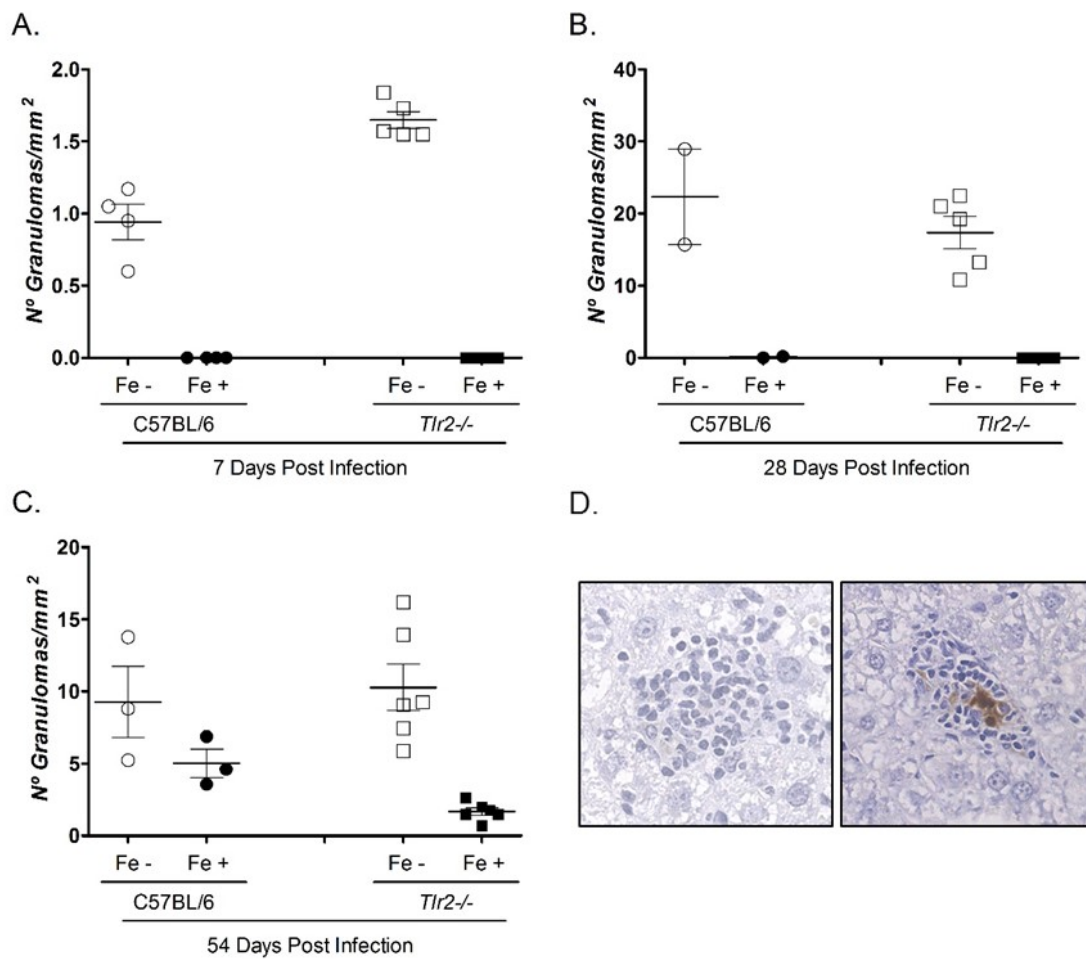 A.
Nº Granulomas/mm²
2.0
1.5
1.0
0.5
0.0
Fe - Fe + Fe - Fe +
C57BL/6 Tlr2-/-
7 Days Post Infection
B.
Nº Granulomas/mm²
40
30
20
10
0
Fe - Fe + Fe - Fe +
C57BL/6 Tlr2-/-
28 Days Post Infection
C.
Nº Granulomas/mm²
20
15
10
5
0
Fe - Fe + Fe - Fe +
C57BL/6 Tlr2-/-
54 Days Post Infection
D.